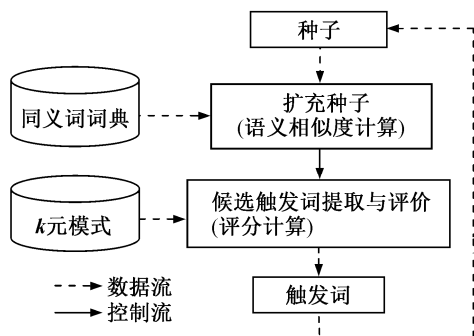 种子
同义词词典
扩充种子
(语义相似度计算)
k元模式
候选触发词提取与评价
(评分计算)
数据流
控制流
触发词